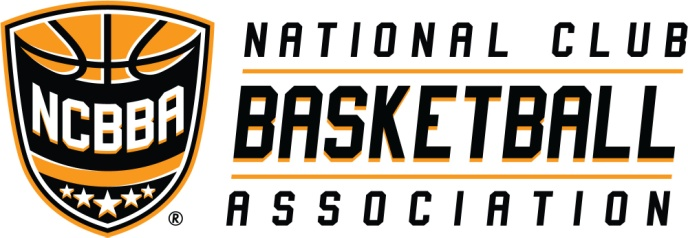 NCBBA
®
NATIONAL CLUB
BASKETBALL
ASSOCIATION